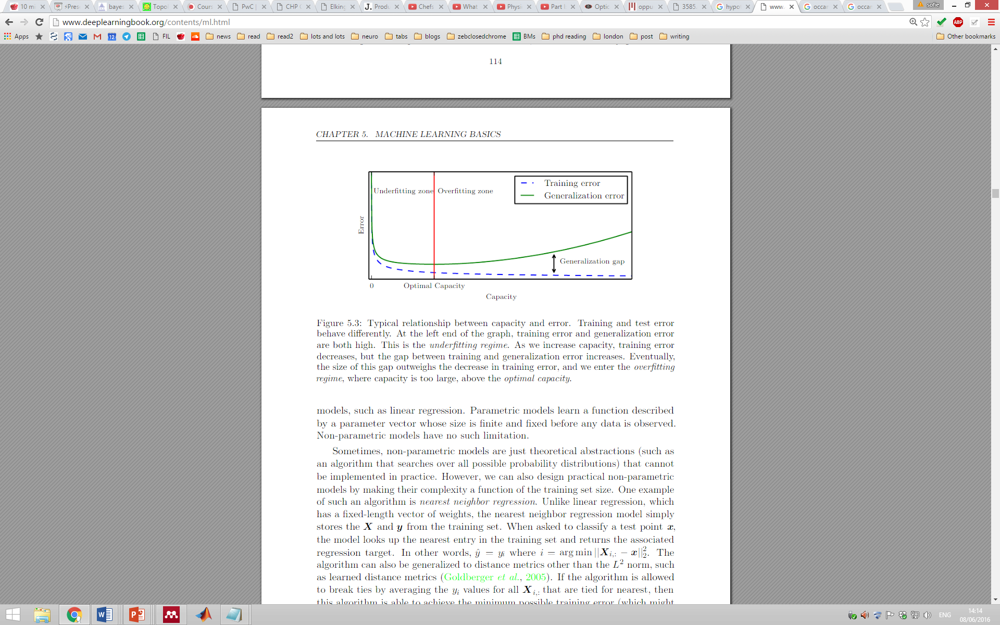 10 mi
⚡Pres
bayes
Topo
Cours
PwC |
CHP
Elking
Produ
Chefs
What
Physi
Part
Optic
oppu
3585.
hypot
www.
occar
occar
sofie
www.deeplearningbook.org/contents/ml.html
ABP
Apps
12
FIL
news
read
read2
lots and lots
neuro
tabs
blogs
zebclosedchrome
BMs
phd reading
london
post
writing
Other bookmarks
114
CHAPTER 5. MACHINE LEARNING BASICS
Training error
Generalization error
Underfitting zone
Overfitting zone
Error
Generalization gap
0
Optimal Capacity
Capacity
Figure 5.3: Typical relationship between capacity and error. Training and test error
behave differently. At the left end of the graph, training error and generalization error
are both high. This is the underfitting regime. As we increase capacity, training error
decreases, but the gap between training and generalization error increases. Eventually,
the size of this gap outweighs the decrease in training error, and we enter the overfitting
regime, where capacity is too large, above the optimal capacity.
models, such as linear regression. Parametric models learn a function described
by a parameter vector whose size is finite and fixed before any data is observed.
Non-parametric models have no such limitation.
Sometimes, non-parametric models are just theoretical abstractions (such as
an algorithm that searches over all possible probability distributions) that cannot
be implemented in practice. However, we can also design practical non-parametric
models by making their complexity a function of the training set size. One example
of such an algorithm is nearest neighbor regression. Unlike linear regression, which
has a fixed-length vector of weights, the nearest neighbor regression model simply
stores the X and y from the training set. When asked to classify a test point x,
the model looks up the nearest entry in the training set and returns the associated
regression target. In other words, ŷ = yᵢ where i = arg min ||Xᵢ,: − x||²₂. The
algorithm can also be generalized to distance metrics other than the L² norm, such
as learned distance metrics (Goldberger et al., 2005). If the algorithm is allowed
to break ties by averaging the yᵢ values for all Xᵢ,: that are tied for nearest, then
this algorithm is able to achieve the minimum possible training error (which might
ENG
14:14
08/06/2016